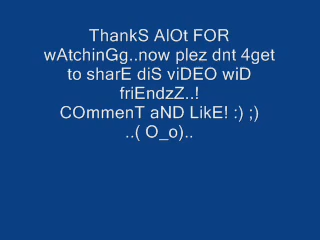 ThankS AlOt FOR
wAtchinGg..now plez dnt 4get
to sharE diS viDEO wiD
friEndzZ..!
COmmenT aND LikE! :) ;)
..( O_o)..